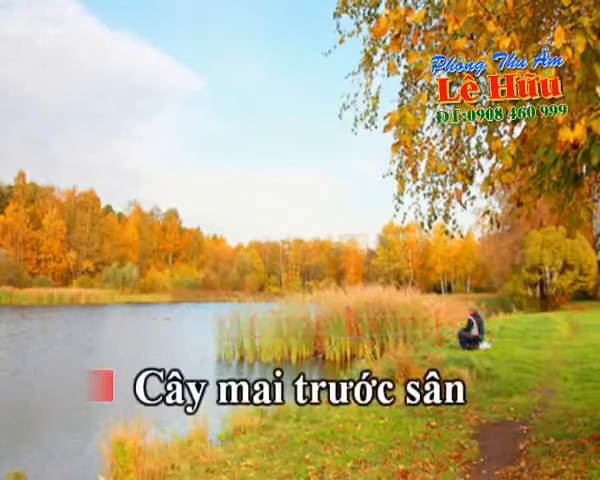 Phòng Thu Âm
Lê Hữu
ĐT:0908 460 999
Cây mai trước sân